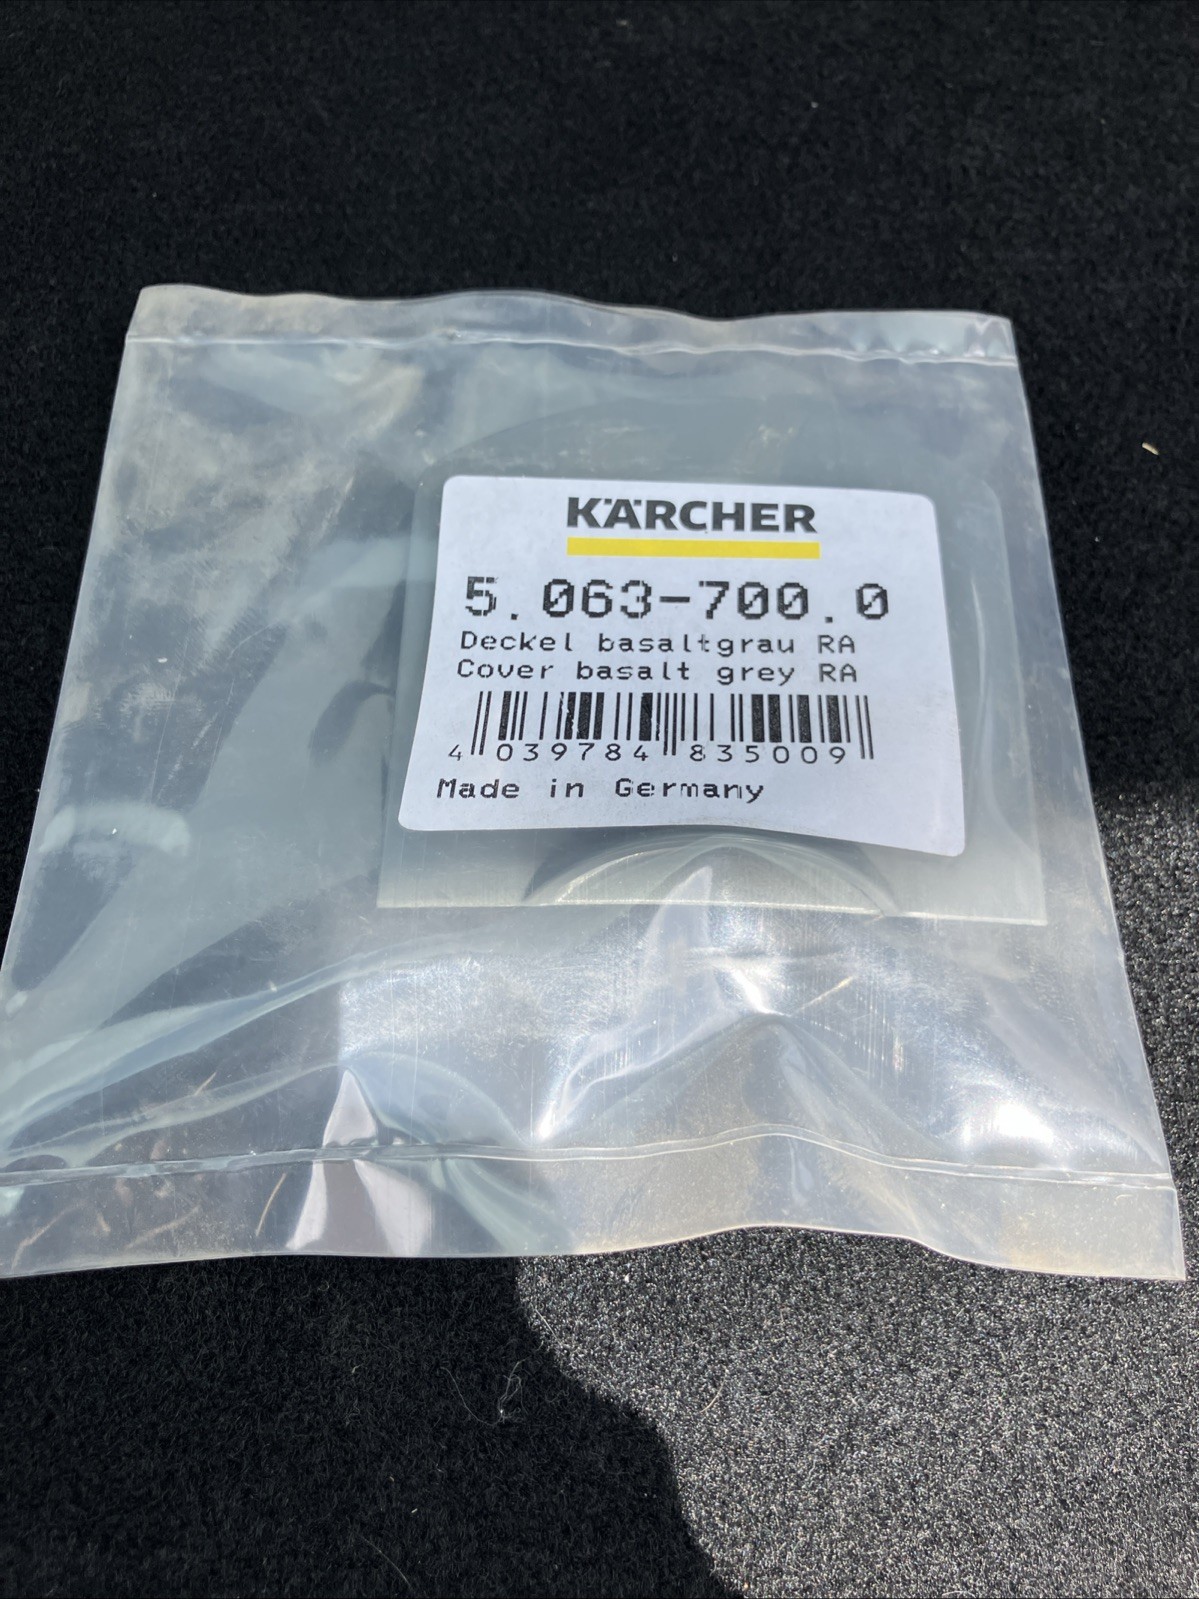 KÄRCHER
5.063-700.0
Deckel basaltgrau RA
Cover basalt grey RA
4 039784 835009
Made in Germany